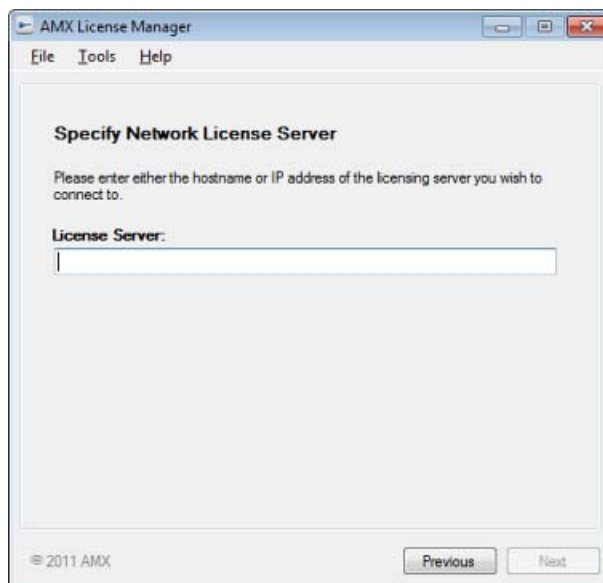 AMX License Manager
File Tools Help
Specify Network License Server
Please enter either the hostname or IP address of the licensing server you wish to
connect to.
License Server:
© 2011 AMX
Previous Next